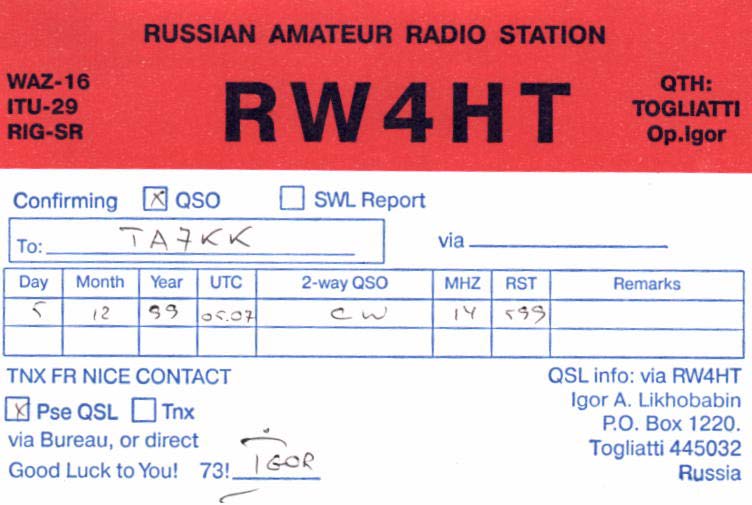 RUSSIAN AMATEUR RADIO STATION
WAZ-16
ITU-29
RIG-SR
RW4HT
QTH:
TOGLIATTI
Op.Igor
Confirming X QSO SWL Report
To: TA7KK via
Day Month Year UTC 2-way QSO MHZ RST Remarks
5 12 99 05.07 CW 14 599
TNX FR NICE CONTACT
X Pse QSL Tnx
via Bureau, or direct
Good Luck to You! 73! IGOR
QSL info: via RW4HT
Igor A. Likhobabin
P.O. Box 1220.
Togliatti 445032
Russia